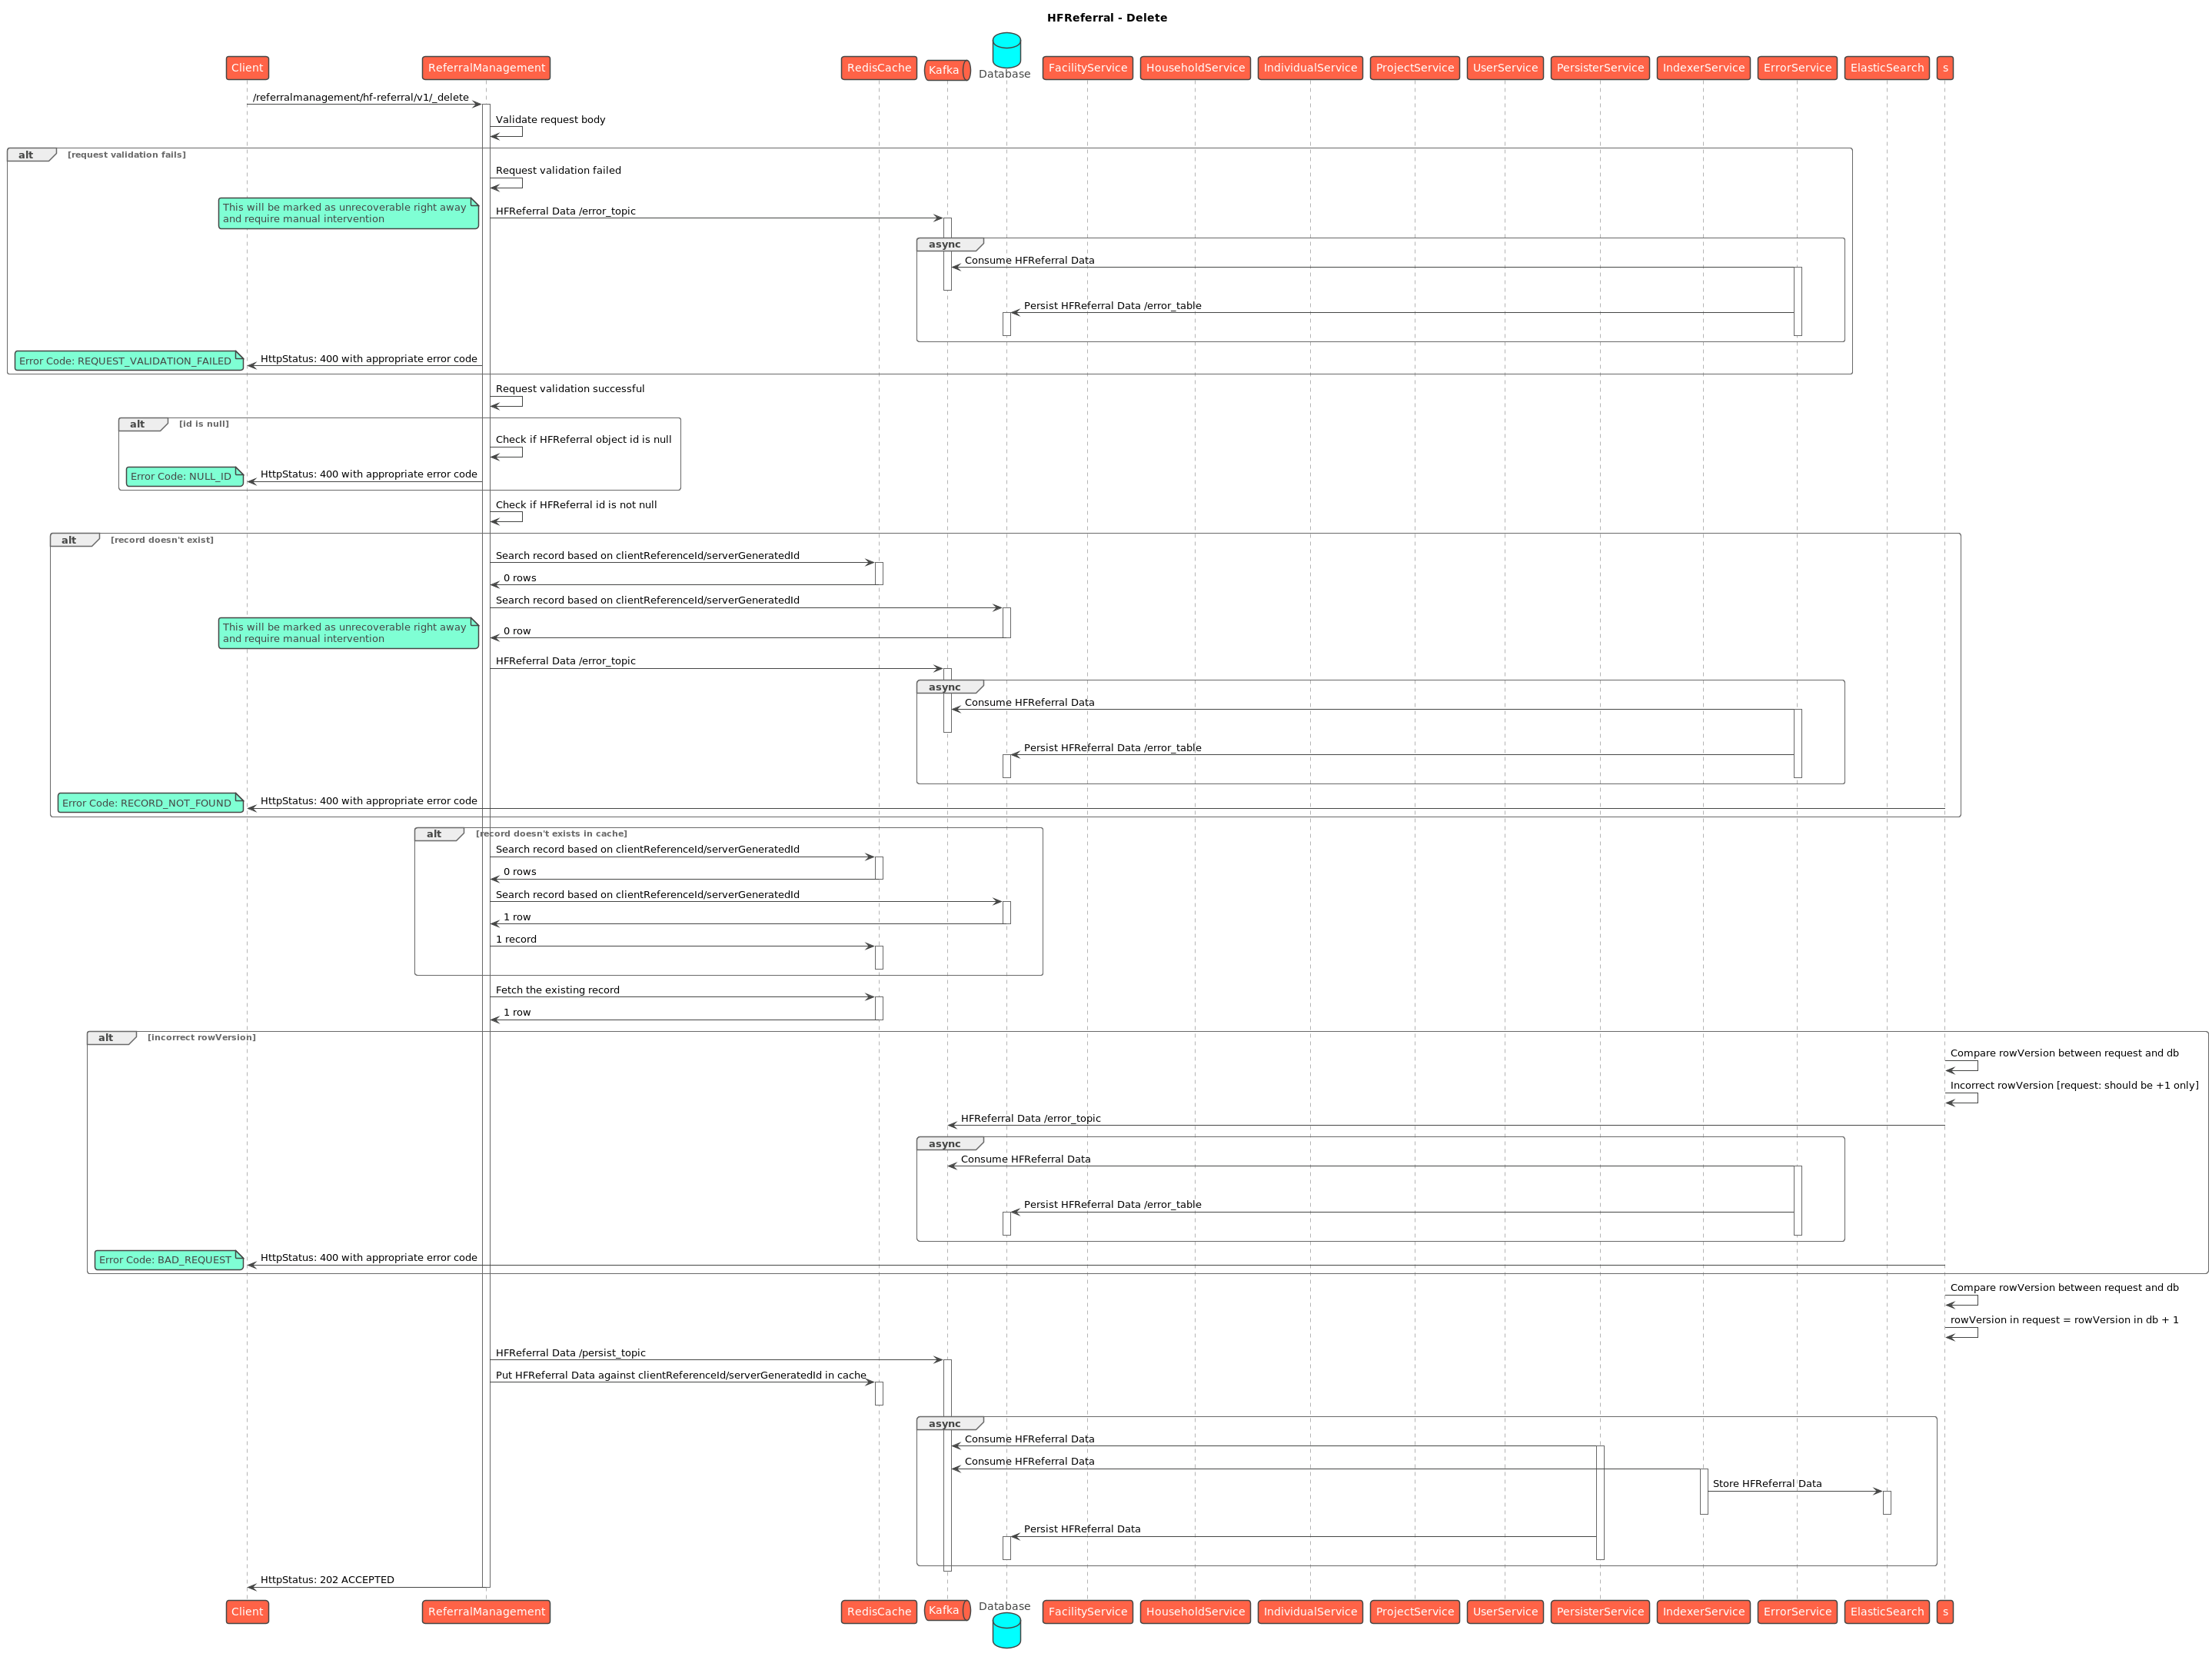 HFReferral - Delete
Client
ReferralManagement
RedisCache
Kafka
Database
FacilityService
HouseholdService
IndividualService
ProjectService
UserService
PersisterService
IndexerService
ErrorService
ElasticSearch
s
/referralmanagement/hf-referral/v1/_delete
Validate request body
alt
[request validation fails]
Request validation failed
This will be marked as unrecoverable right away
and require manual intervention
HFReferral Data /error_topic
async
Consume HFReferral Data
Persist HFReferral Data /error_table
Error Code: REQUEST_VALIDATION_FAILED
HttpStatus: 400 with appropriate error code
Request validation successful
alt
[id is null]
Check if HFReferral object id is null
Error Code: NULL_ID
HttpStatus: 400 with appropriate error code
Check if HFReferral id is not null
alt
[record doesn't exist]
Search record based on clientReferenceId/serverGeneratedId
0 rows
Search record based on clientReferenceId/serverGeneratedId
This will be marked as unrecoverable right away
and require manual intervention
0 row
HFReferral Data /error_topic
async
Consume HFReferral Data
Persist HFReferral Data /error_table
Error Code: RECORD_NOT_FOUND
HttpStatus: 400 with appropriate error code
alt
[record doesn't exists in cache]
Search record based on clientReferenceId/serverGeneratedId
0 rows
Search record based on clientReferenceId/serverGeneratedId
1 row
1 record
Fetch the existing record
1 row
alt
[incorrect rowVersion]
Compare rowVersion between request and db
Incorrect rowVersion [request: should be +1 only]
HFReferral Data /error_topic
async
Consume HFReferral Data
Persist HFReferral Data /error_table
Error Code: BAD_REQUEST
HttpStatus: 400 with appropriate error code
Compare rowVersion between request and db
rowVersion in request = rowVersion in db + 1
HFReferral Data /persist_topic
Put HFReferral Data against clientReferenceId/serverGeneratedId in cache
async
Consume HFReferral Data
Consume HFReferral Data
Store HFReferral Data
Persist HFReferral Data
HttpStatus: 202 ACCEPTED
Client
ReferralManagement
RedisCache
Kafka
Database
FacilityService
HouseholdService
IndividualService
ProjectService
UserService
PersisterService
IndexerService
ErrorService
ElasticSearch
s